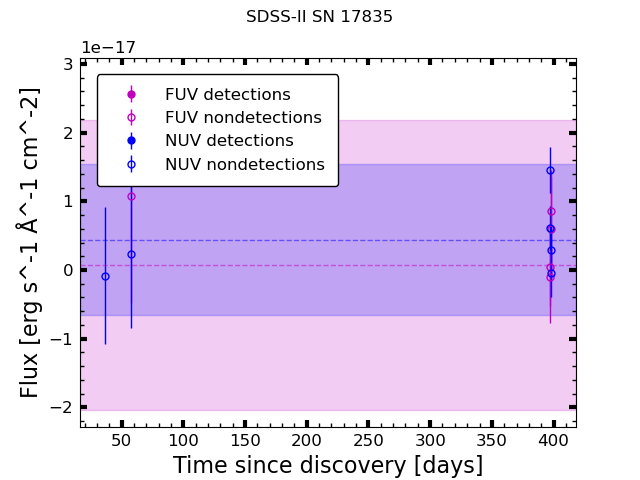 SDSS-II SN 17835
1e−17
3
2
1
0
−1
−2
Flux [erg s^-1 Å^-1 cm^-2]
FUV detections
FUV nondetections
NUV detections
NUV nondetections
50 100 150 200 250 300 350 400
Time since discovery [days]